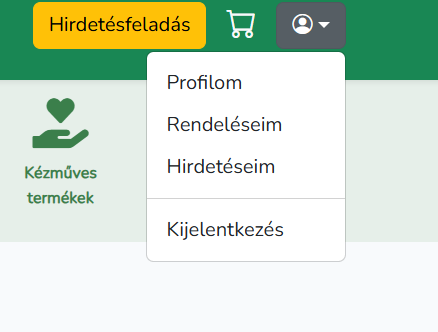 Hirdetésfeladás
Profilom
Rendeléseim
Hirdetéseim
Kijelentkezés
Kézműves
termékek